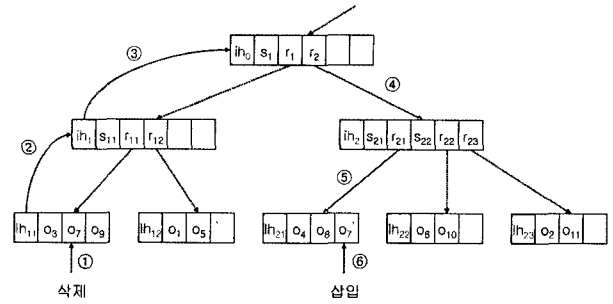 ③
ih₀ s₁ r₁ r₂
④
② ih₁ s₁₁ r₁₁ r₁₂
ih₂ s₂₁ r₂₁ s₂₂ r₂₂ r₂₃
⑤
lh₁₁ o₃ o₇ o₉
lh₁₂ o₁ o₅
lh₂₁ o₄ o₆ o₇
lh₂₂ o₈ o₁₀
lh₂₃ o₂ o₁₁
① ⑥
삭제 삽입